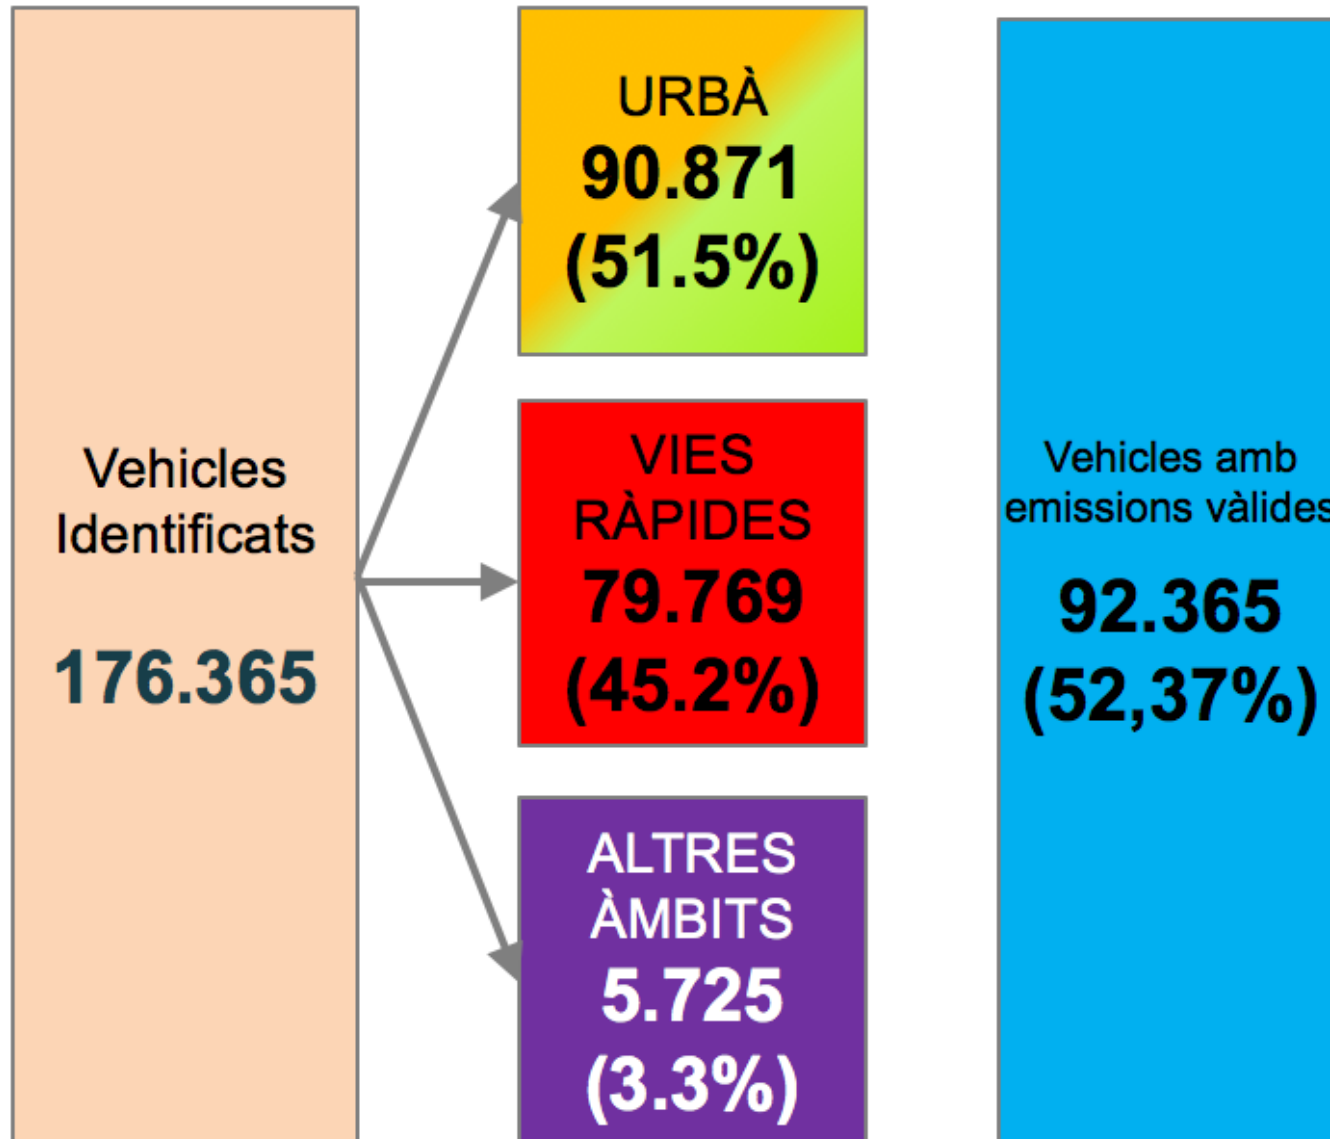 Vehicles
Identificats
176.365
URBÀ
90.871
(51.5%)
VIES
RÀPIDES
79.769
(45.2%)
ALTRES
ÀMBITS
5.725
(3.3%)
Vehicles amb
emissions vàlides
92.365
(52,37%)